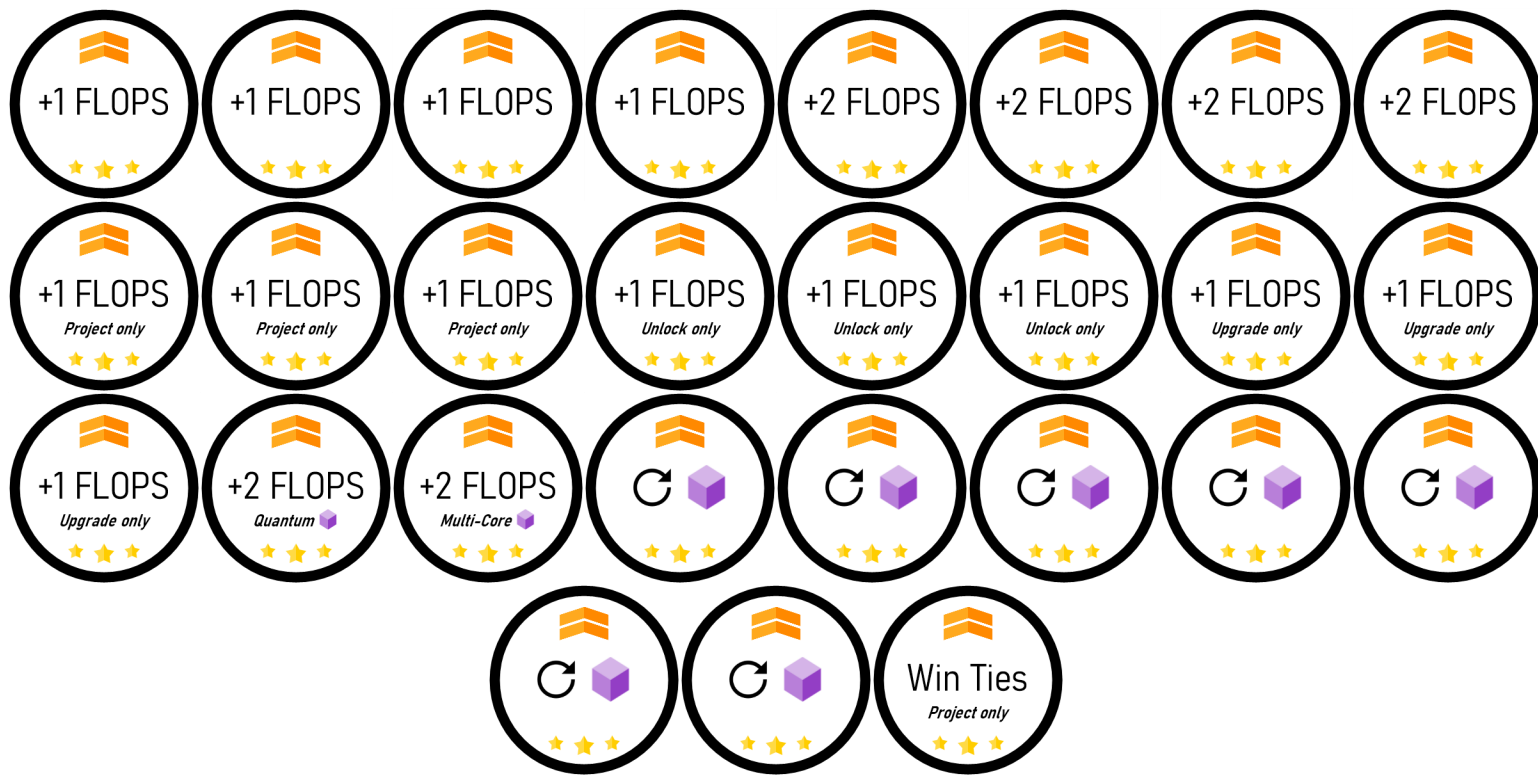 +1 FLOPS
+1 FLOPS
+1 FLOPS
+1 FLOPS
+2 FLOPS
+2 FLOPS
+2 FLOPS
+2 FLOPS
+1 FLOPS
Project only
+1 FLOPS
Project only
+1 FLOPS
Project only
+1 FLOPS
Unlock only
+1 FLOPS
Unlock only
+1 FLOPS
Unlock only
+1 FLOPS
Upgrade only
+1 FLOPS
Upgrade only
+1 FLOPS
Upgrade only
+2 FLOPS
Quantum
+2 FLOPS
Multi-Core
Win Ties
Project only